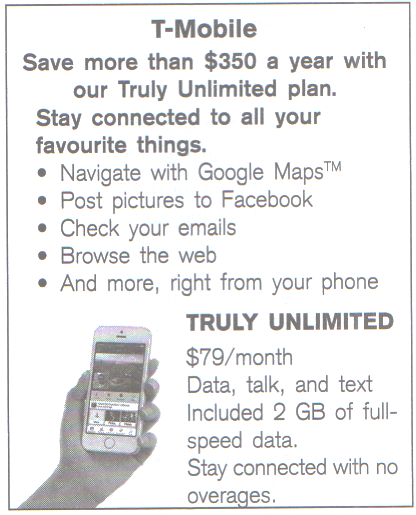 T-Mobile
Save more than $350 a year with
our Truly Unlimited plan.
Stay connected to all your
favourite things.
• Navigate with Google Maps™
• Post pictures to Facebook
• Check your emails
• Browse the web
• And more, right from your phone
TRULY UNLIMITED
$79/month
Data, talk, and text
Included 2 GB of full-
speed data.
Stay connected with no
overages.